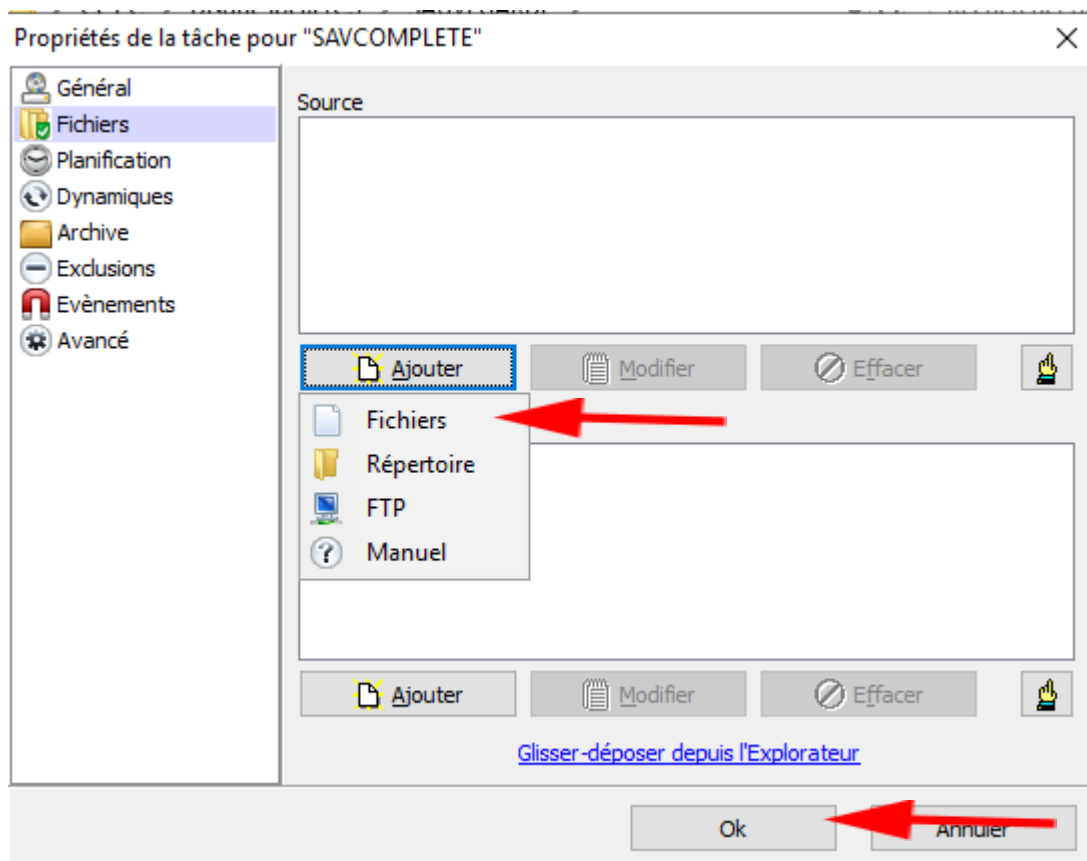 Propriétés de la tâche pour "SAVCOMPLETE"
Général
Fichiers
Planification
Dynamiques
Archive
Exclusions
Evènements
Avancé
Source
Ajouter Modifier Effacer
Fichiers
Répertoire
FTP
Manuel
Ajouter Modifier Effacer
Glisser-déposer depuis l'Explorateur
Ok Annuler